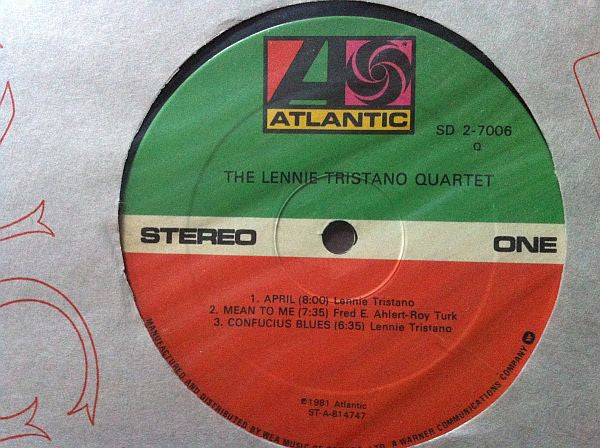 ATLANTIC
SD 2-7006
Q
THE LENNIE TRISTANO QUARTET
STEREO ONE
1. APRIL (8:00) Lennie Tristano
2. MEAN TO ME (7:35) Fred E. Ahlert-Roy Turk
3. CONFUCIUS BLUES (6:35) Lennie Tristano
℗1981 Atlantic
ST-A-814747
MANUFACTURED AND DISTRIBUTED BY WEA MUSIC OF LTD. A WARNER COMMUNICATIONS COMPANY